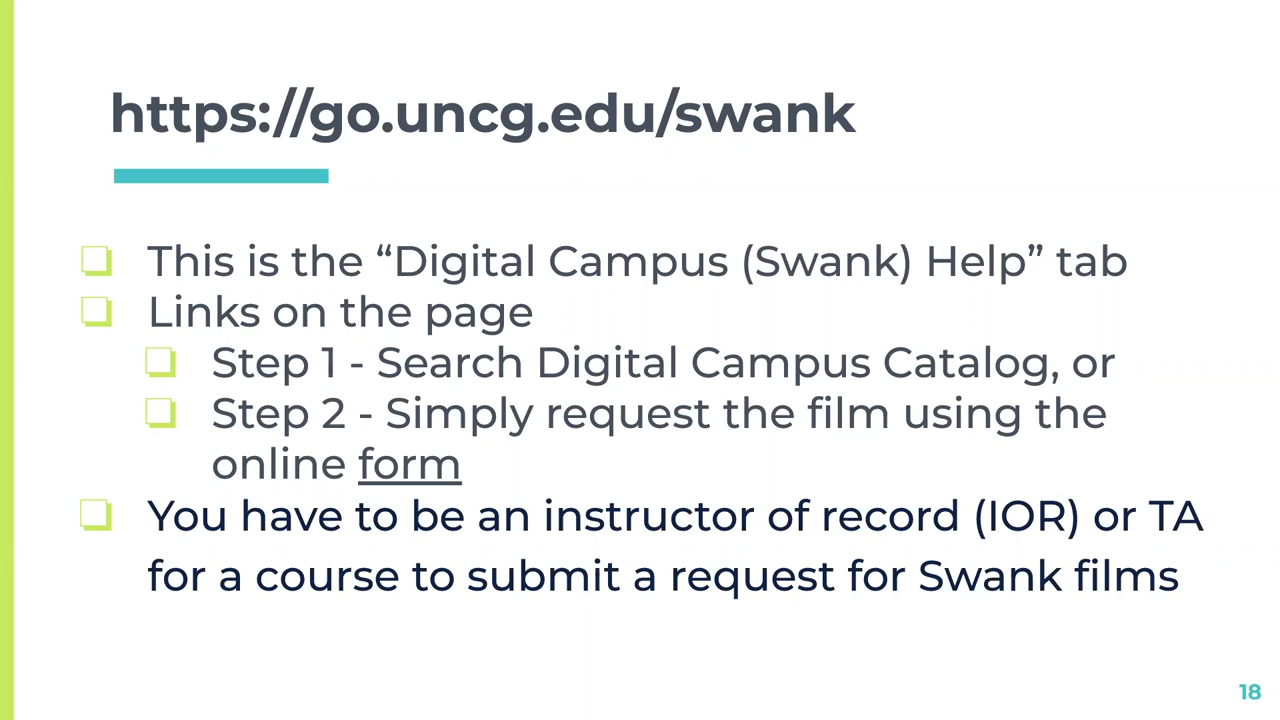 https://go.uncg.edu/swank
❏ This is the “Digital Campus (Swank) Help” tab
❏ Links on the page
❏ Step 1 - Search Digital Campus Catalog, or
❏ Step 2 - Simply request the film using the
online form
❏ You have to be an instructor of record (IOR) or TA
for a course to submit a request for Swank films
18